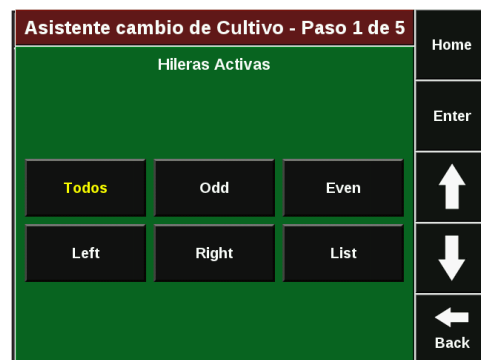 Asistente cambio de Cultivo - Paso 1 de 5
Hileras Activas
Todos Odd Even
Left Right List
Home
Enter
Back